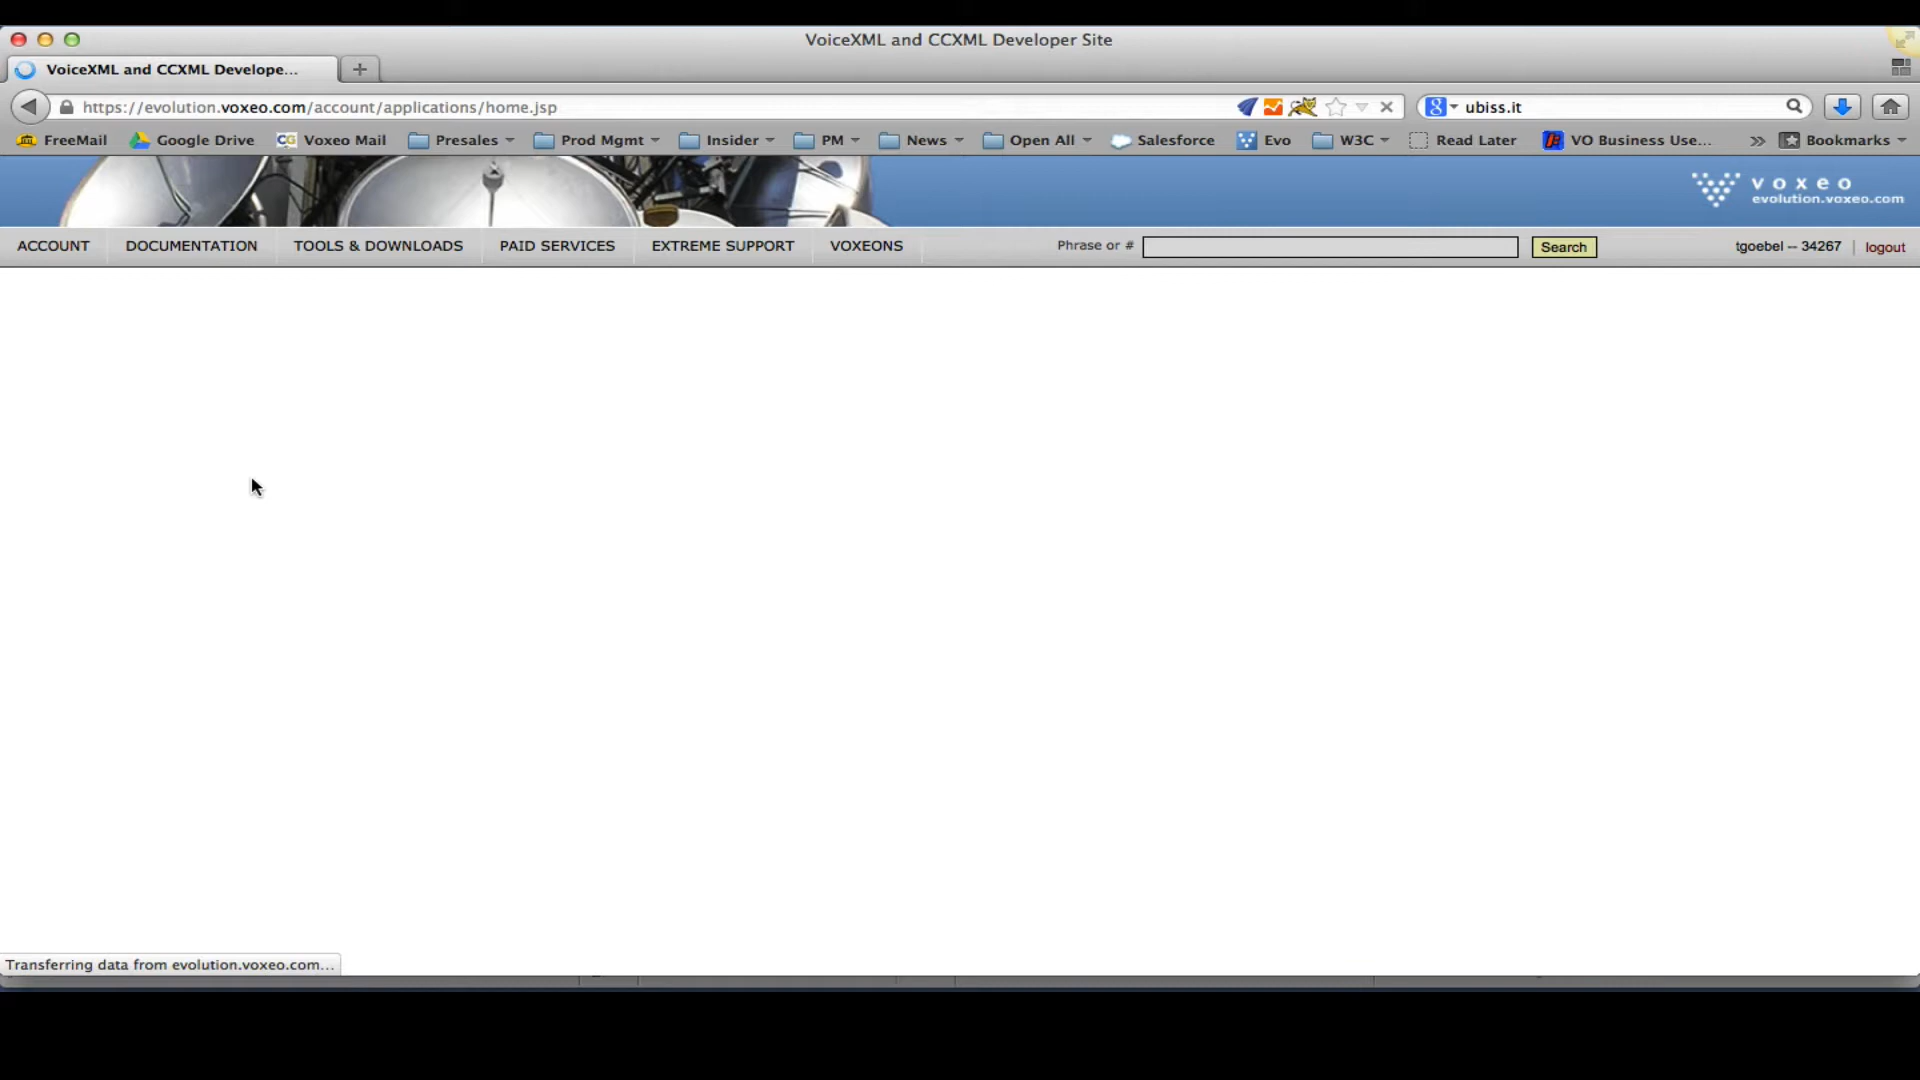 VoiceXML and CCXML Developer Site
VoiceXML and CCXML Develope...
https://evolution.voxeo.com/account/applications/home.jsp
ubiss.it
FreeMail Google Drive Voxeo Mail Presales Prod Mgmt Insider PM News Open All Salesforce Evo W3C Read Later VO Business Use... Bookmarks
voxeo
evolution.voxeo.com
ACCOUNT DOCUMENTATION TOOLS & DOWNLOADS PAID SERVICES EXTREME SUPPORT VOXEONS Phrase or # Search tgoebel -- 34267 | logout
Transferring data from evolution.voxeo.com...